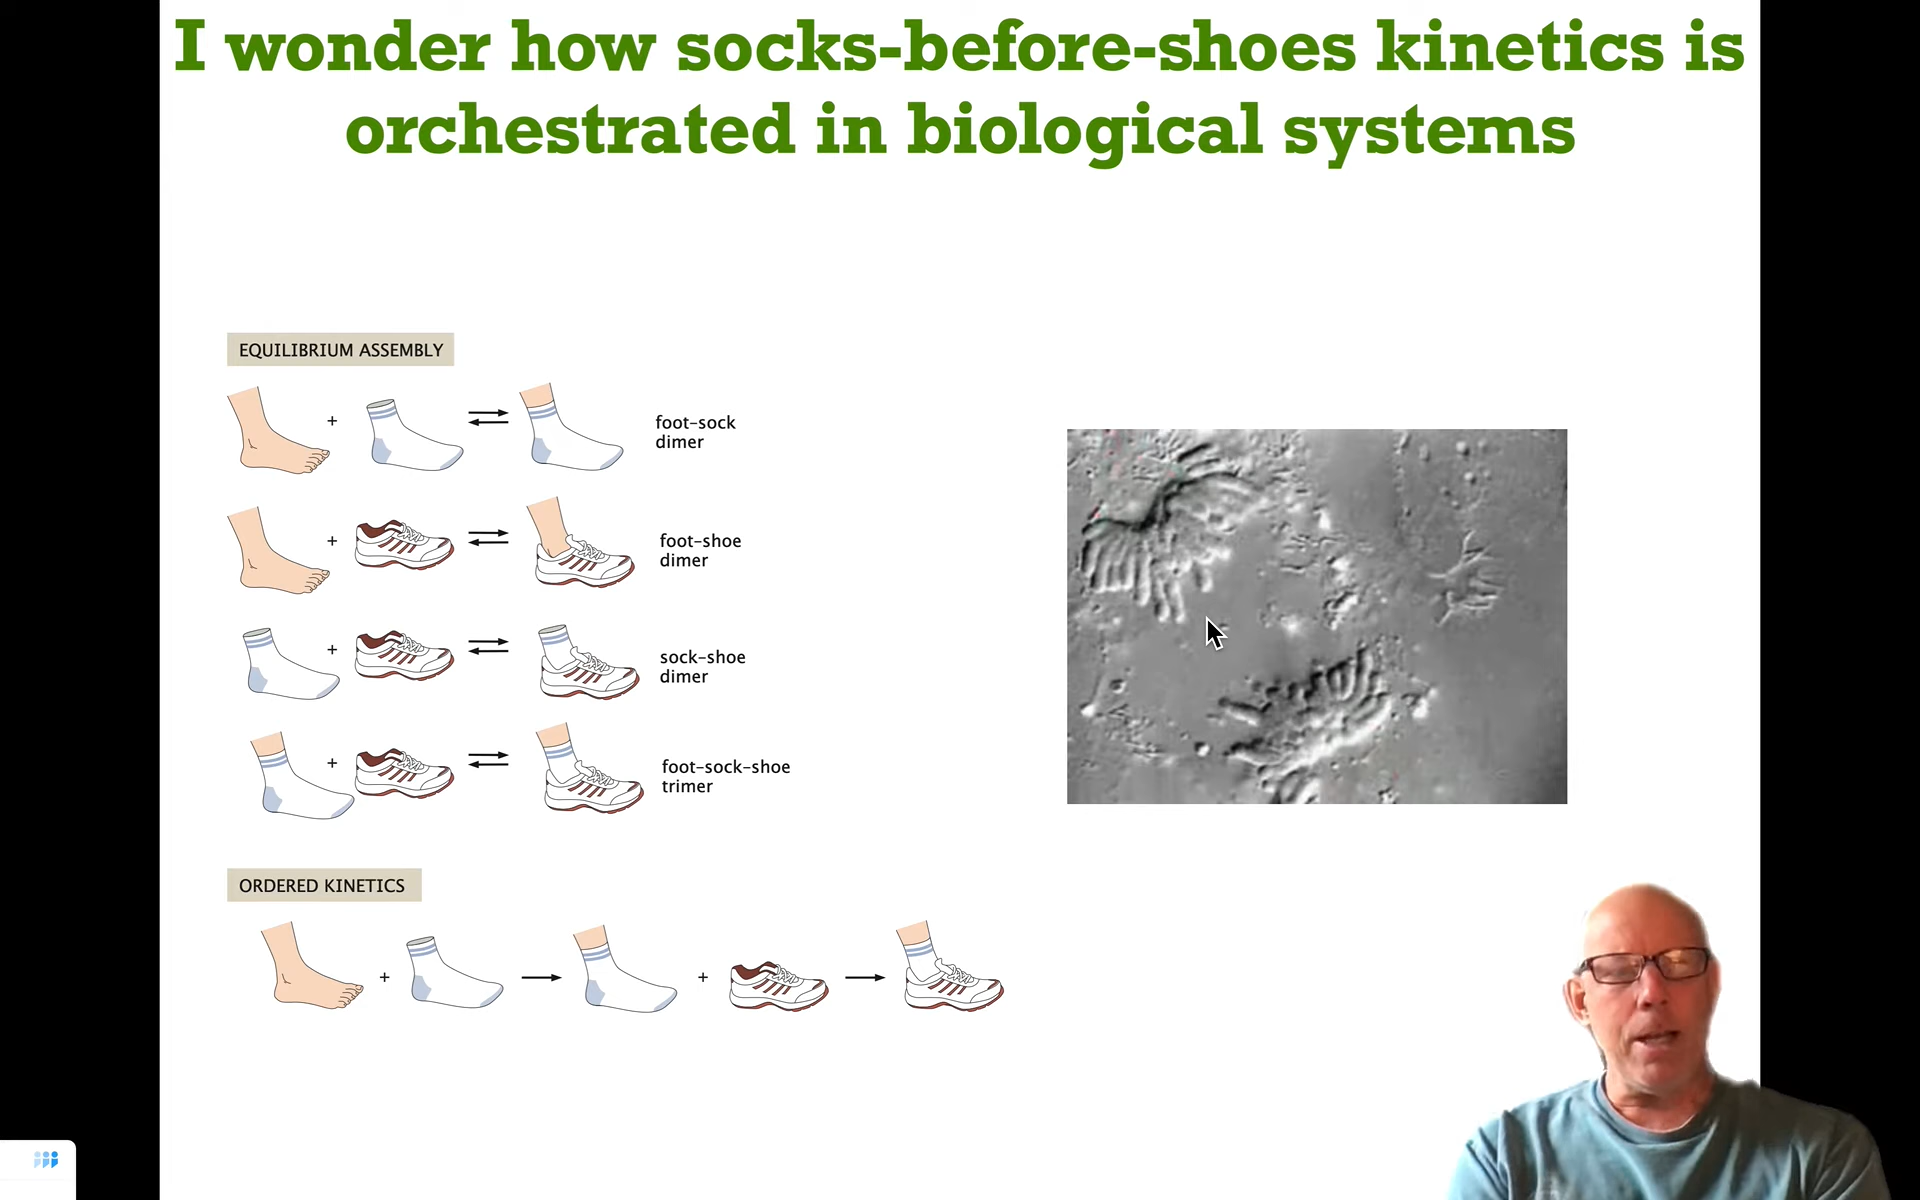 I wonder how socks-before-shoes kinetics is
orchestrated in biological systems
EQUILIBRIUM ASSEMBLY
+
foot-sock
dimer
+
foot-shoe
dimer
+
sock-shoe
dimer
+
foot-sock-shoe
trimer
ORDERED KINETICS
+
+